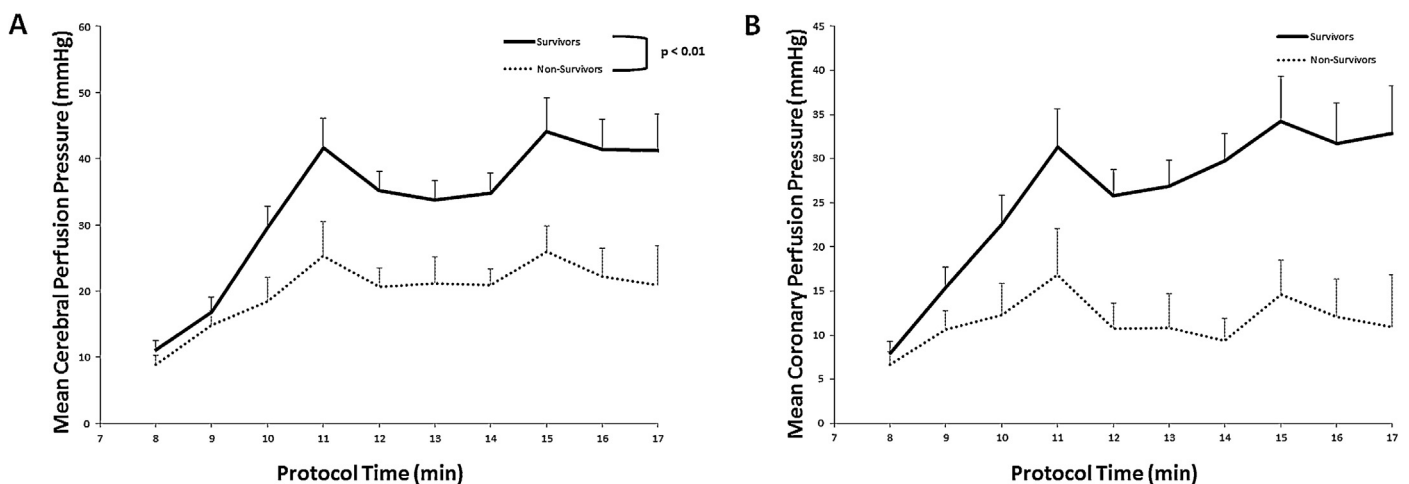 A
Mean Cerebral Perfusion Pressure (mmHg)
60
50
40
30
20
10
0
7 8 9 10 11 12 13 14 15 16 17
Protocol Time (min)
Survivors
Non-Survivors
p < 0.01
B
Mean Coronary Perfusion Pressure (mmHg)
45
40
35
30
25
20
15
10
5
0
7 8 9 10 11 12 13 14 15 16 17
Protocol Time (min)
Survivors
Non-Survivors